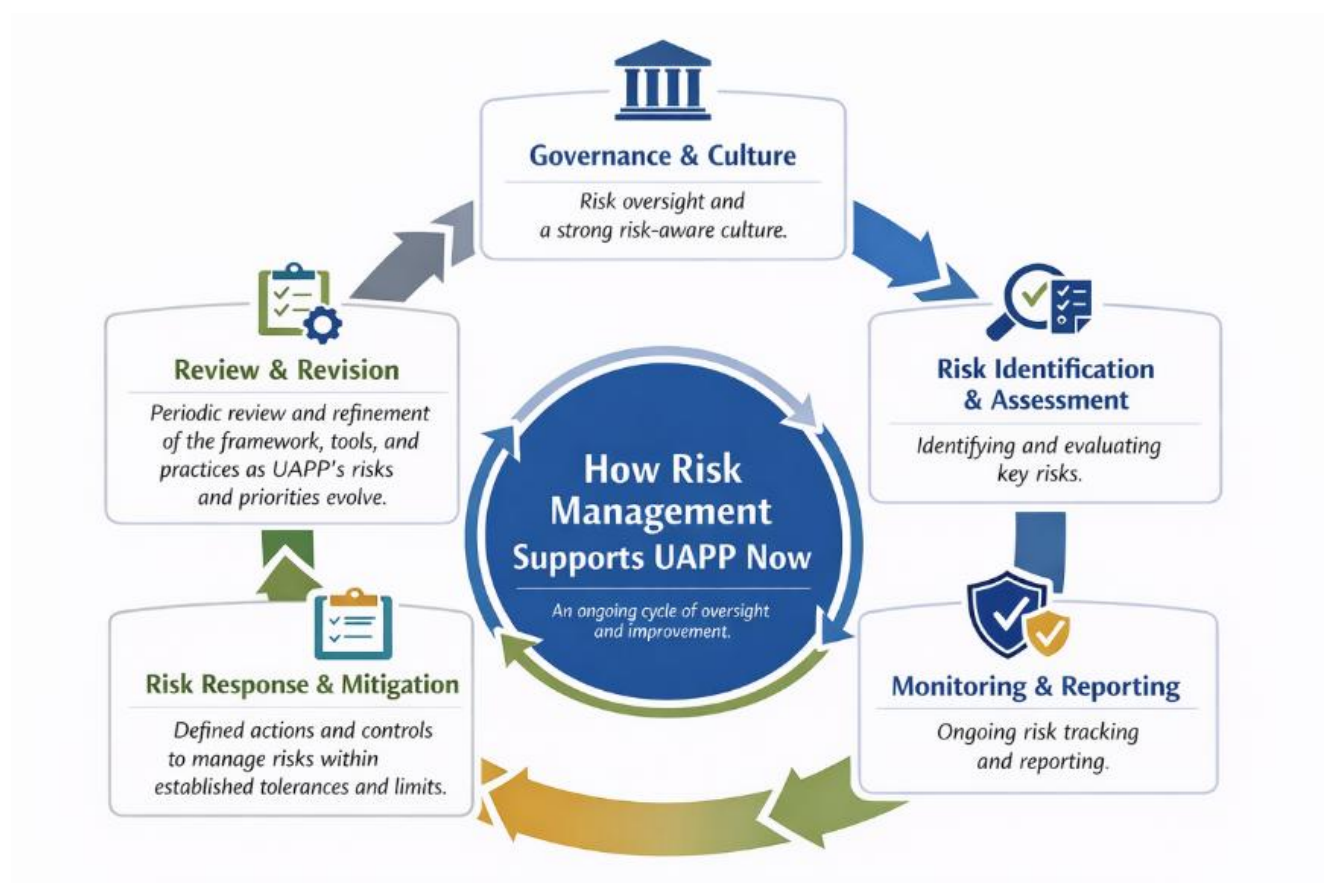 Governance & Culture
Risk oversight and
a strong risk-aware culture.
Risk Identification
& Assessment
Identifying and evaluating
key risks.
Monitoring & Reporting
Ongoing risk tracking
and reporting.
Risk Response & Mitigation
Defined actions and controls
to manage risks within
established tolerances and limits.
Review & Revision
Periodic review and refinement
of the framework, tools, and
practices as UAPP's risks
and priorities evolve.
How Risk
Management
Supports UAPP Now
An ongoing cycle of oversight
and improvement.